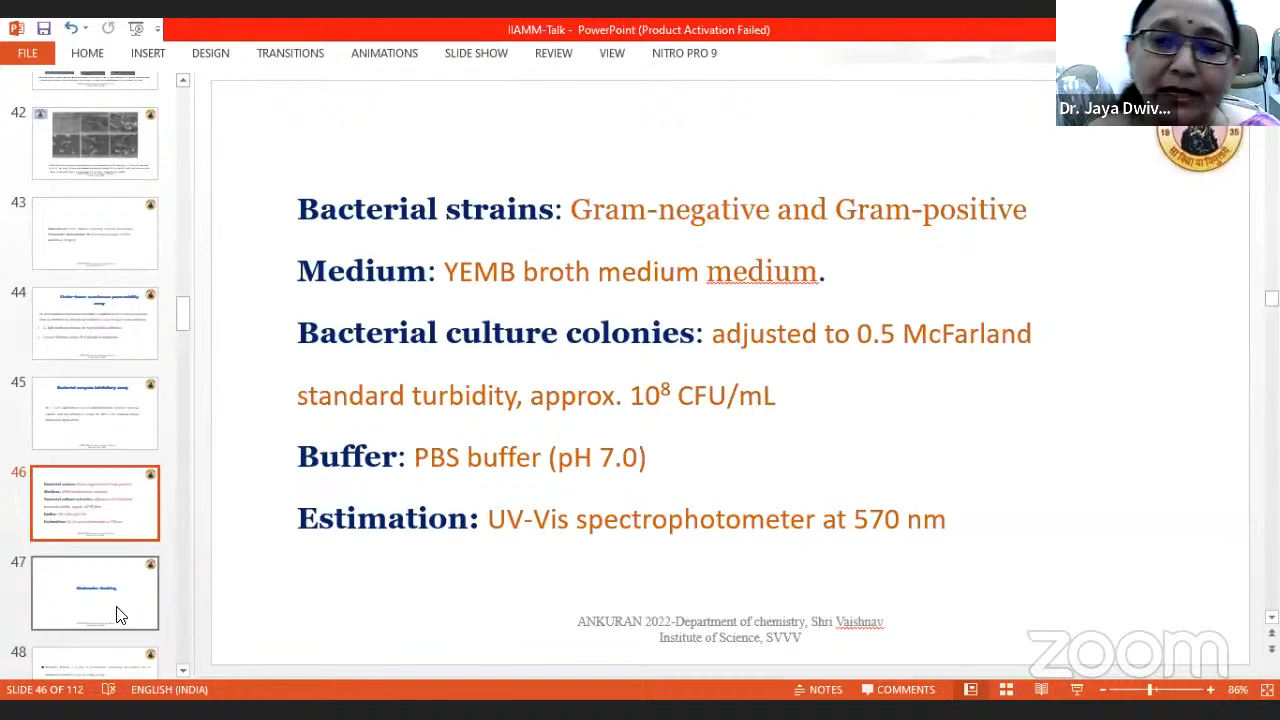 IIAMM-Talk - PowerPoint (Product Activation Failed)
FILE HOME INSERT DESIGN TRANSITIONS ANIMATIONS SLIDE SHOW REVIEW VIEW NITRO PRO 9
Dr. Jaya Dwiv...
19 35
42
43
44
45
46
47
48
Bacterial strains: Gram-negative and Gram-positive
Medium: YEMB broth medium medium.
Bacterial culture colonies: adjusted to 0.5 McFarland
standard turbidity, approx. 10⁸ CFU/mL
Buffer: PBS buffer (pH 7.0)
Estimation: UV-Vis spectrophotometer at 570 nm
ANKURAN 2022-Department of chemistry, Shri Vaishnav
Institute of Science, SVVV
zoom
SLIDE 46 OF 112 ENGLISH (INDIA) NOTES COMMENTS 86%